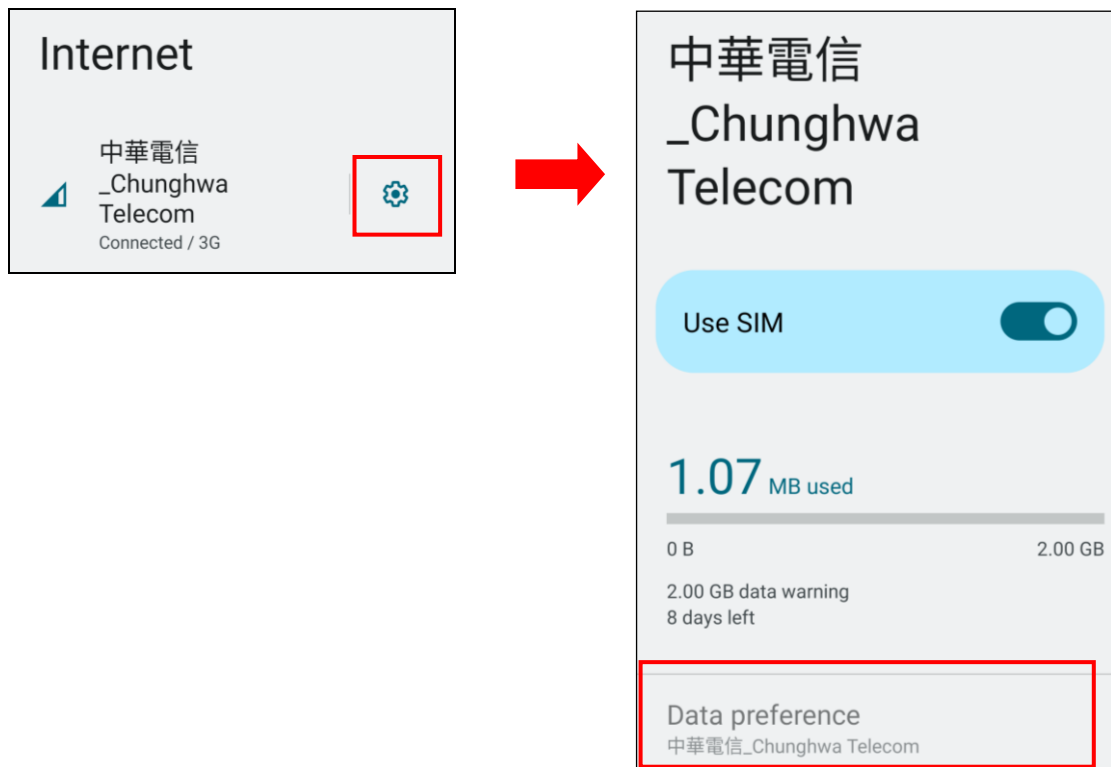 Internet
中華電信
_Chunghwa
Telecom
Connected / 3G
中華電信
_Chunghwa
Telecom
Use SIM
1.07 MB used
0 B 2.00 GB
2.00 GB data warning
8 days left
Data preference
中華電信_Chunghwa Telecom